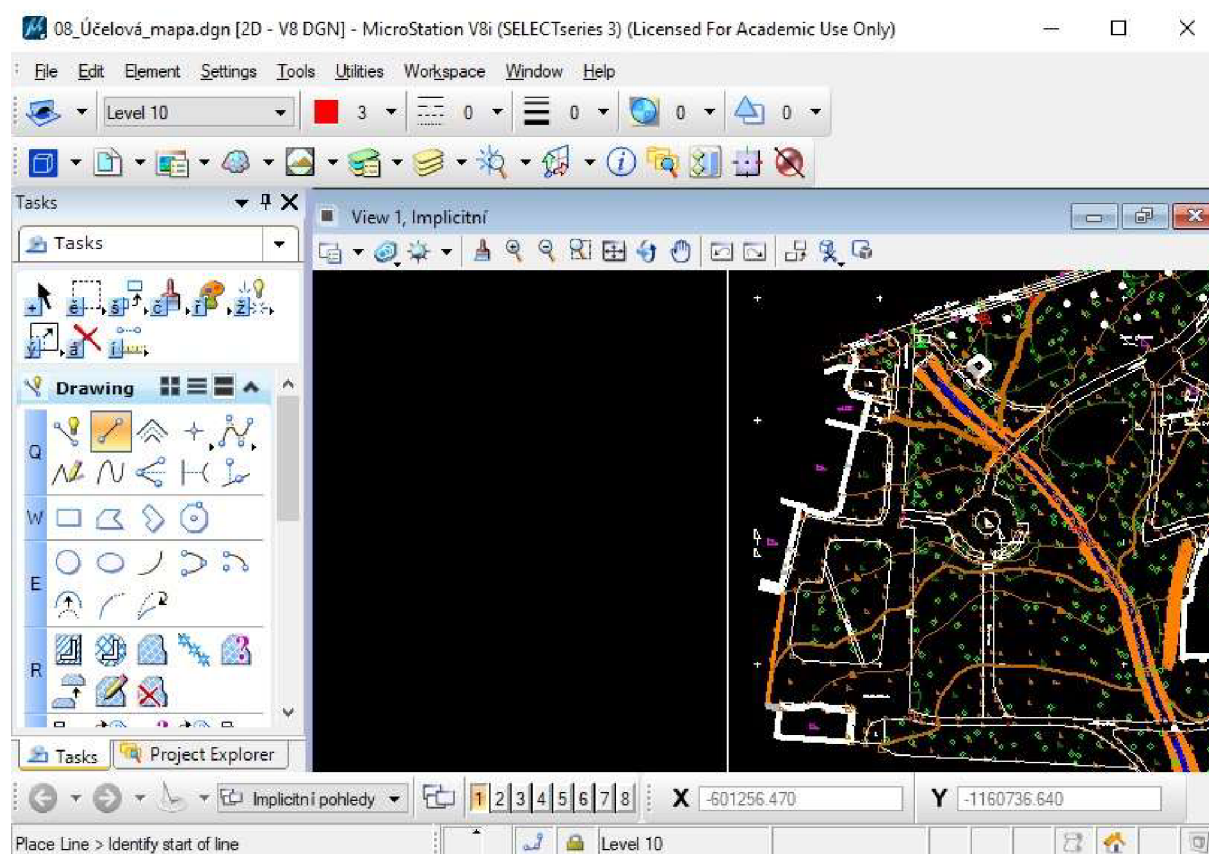 08_Účelová_mapa.dgn [2D - V8 DGN] - MicroStation V8i (SELECTseries 3) (Licensed For Academic Use Only)
File Edit Element Settings Tools Utilities Workspace Window Help
Level 10 3 0 0 0 0
Tasks
View 1, Implicitní
Tasks
+ ě š č ř ž
ý á í
Drawing
Q
W
E
R
Tasks Project Explorer
Implicitní pohledy 1 2 3 4 5 6 7 8 X -601256.470 Y -1160736.640
Place Line > Identify start of line Level 10